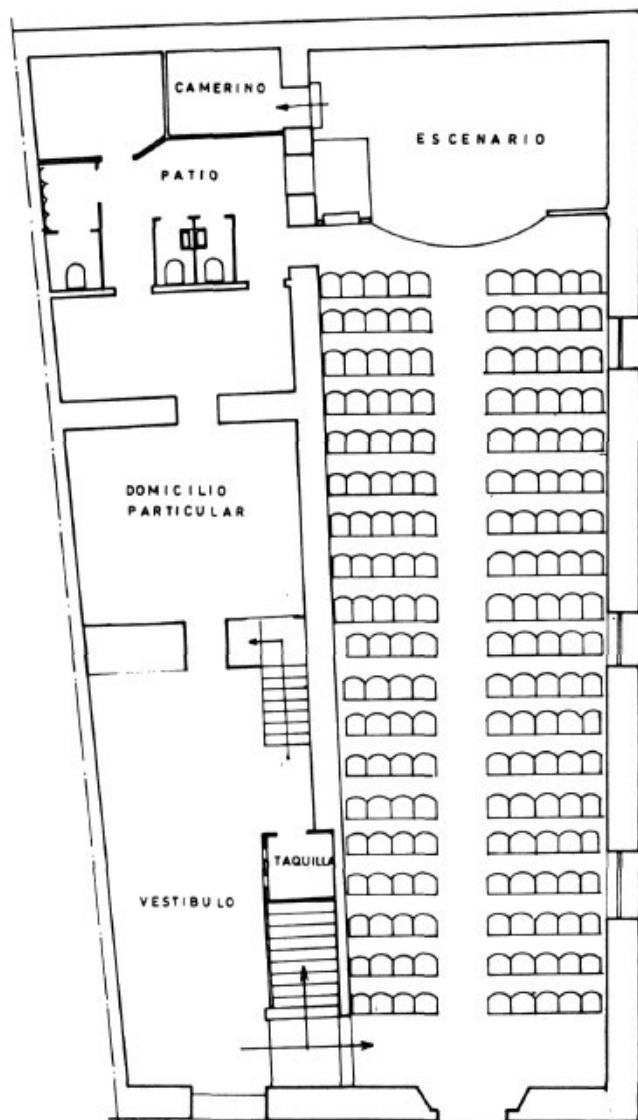 CAMERINO
ESCENARIO
PATIO
DOMICILIO
PARTICULAR
TAQUILLA
VESTIBULO